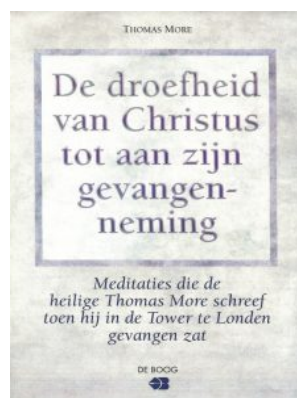 THOMAS MORE
De droefheid
van Christus
tot aan zijn
gevangen-
neming
Meditaties die de
heilige Thomas More schreef
toen hij in de Tower te Londen
gevangen zat
DE BOOG